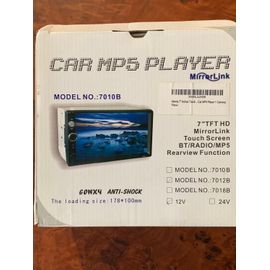 CAR MP5 PLAYER
MirrorLink
MODEL NO.:7010B
7"TFT HD
MirrorLink
Touch Screen
BT/RADIO/MP5
Rearview Function
MODEL NO.:7010B
MODEL NO.:7012B
MODEL NO.:7018B
60WX4 ANTI-SHOCK
The loading size:178*100mm
12V 24V